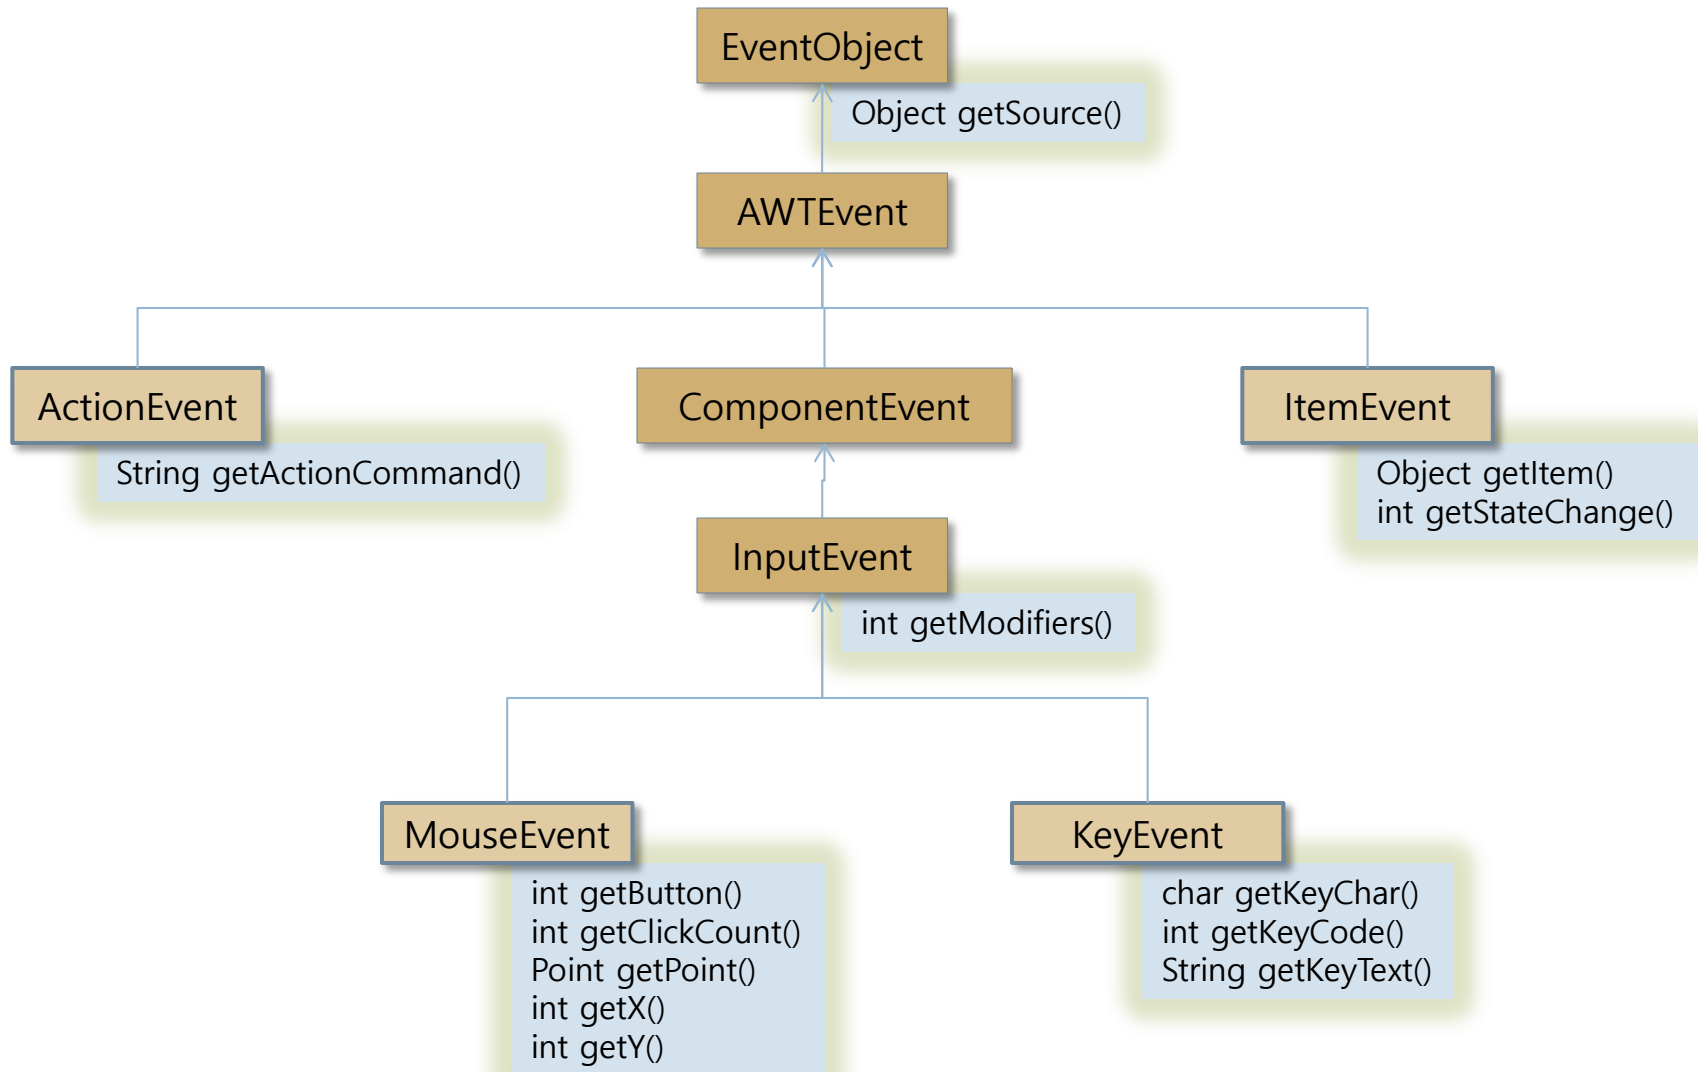 EventObject
Object getSource()
AWTEvent
ActionEvent
ComponentEvent
ItemEvent
String getActionCommand()
Object getItem()
int getStateChange()
InputEvent
int getModifiers()
MouseEvent
KeyEvent
int getButton()
int getClickCount()
Point getPoint()
int getX()
int getY()
char getKeyChar()
int getKeyCode()
String getKeyText()